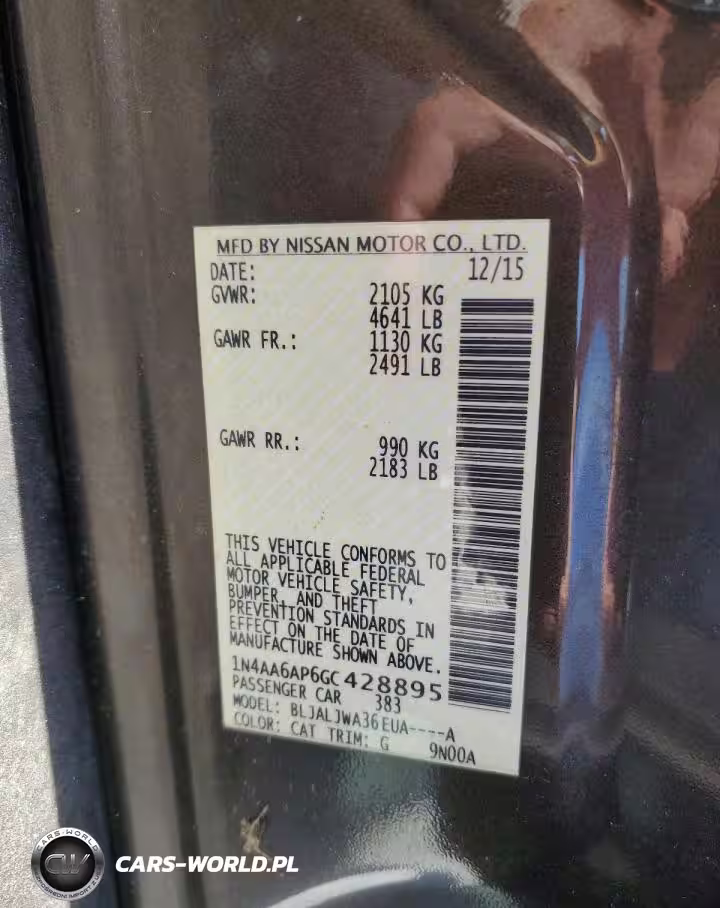 MFD BY NISSAN MOTOR CO., LTD.
DATE: 12/15
GVWR: 2105 KG
4641 LB
GAWR FR.: 1130 KG
2491 LB
GAWR RR.: 990 KG
2183 LB
THIS VEHICLE CONFORMS TO
ALL APPLICABLE FEDERAL
MOTOR VEHICLE SAFETY,
BUMPER, AND THEFT
PREVENTION STANDARDS IN
EFFECT ON THE DATE OF
MANUFACTURE SHOWN ABOVE.
1N4AA6AP6GC428895
PASSENGER CAR 383
MODEL: BLJALJWA36EUA----A
COLOR: CAT TRIM: G 9N00A
CARS-WORLD
CW
CARS-WORLD.PL